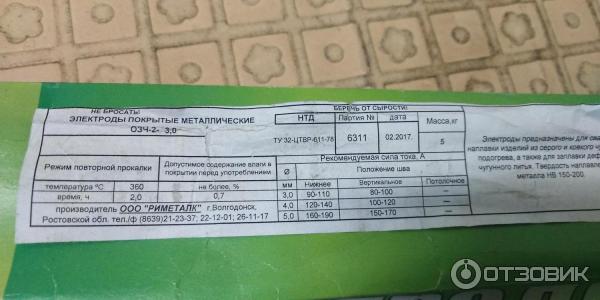 НЕ БРОСАТЬ! БЕРЕЧЬ ОТ СЫРОСТИ!
ЭЛЕКТРОДЫ ПОКРЫТЫЕ МЕТАЛЛИЧЕСКИЕ
ОЗЧ-2- 3,0
НТД Партия № дата Масса,кг
ТУ 32-ЦТВР-611-78 6311 02.2017. 5
Режим повторной прокалки
Допустимое содержание влаги в
покрытии перед употреблением
Рекомендуемая сила тока, А
Ø Положение шва
мм Нижнее Вертикальное Потолочное
температура ºС 360 не более, % 3,0 90-110 80-100 –
время, ч 2,0 0,7 4,0 120-140 100-120 –
5,0 160-190 150-170 –
производитель ООО "РИМЕТАЛК" г.Волгодонск,
Ростовской обл. тел./ф (8639)21-23-37; 22-12-01; 26-11-17
Электроды предназначены для
наплавки изделий из серого и ковкого
подогрева, а также для заплавки
чугунного литья. Твердость
металла НВ 150-200.
ОТЗОВИК